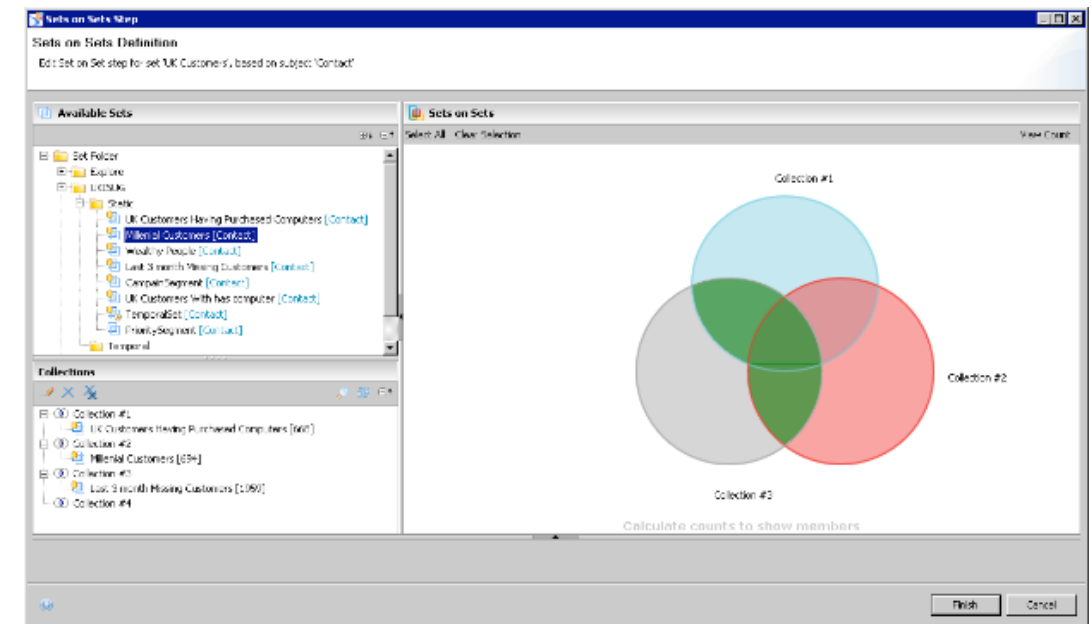 Sets on Sets Step
Sets on Sets Definition
Edit Set on Set step for set 'UK Customers', based on subject 'Contact'
Available Sets
Set Folder
Explore
UKISUG
Static
UK Customers Having Purchased Computers [Contact]
Millenial Customers [Contact]
Wealthy People [Contact]
Last 3 month Missing Customers [Contact]
CampainSegment [Contact]
UK Customers With has computer [Contact]
TemporalSet [Contact]
PrioritySegment [Contact]
Temporal
Collections
Collection #1
UK Customers Having Purchased Computers
Collection #2
Millenial Customers [694]
Collection #3
Last 3 month Missing Customers [1959]
Collection #4
Sets on Sets
Select All Clear Selection View Count
Collection #1
Collection #2
Collection #3
Calculate counts to show members
Finish Cancel